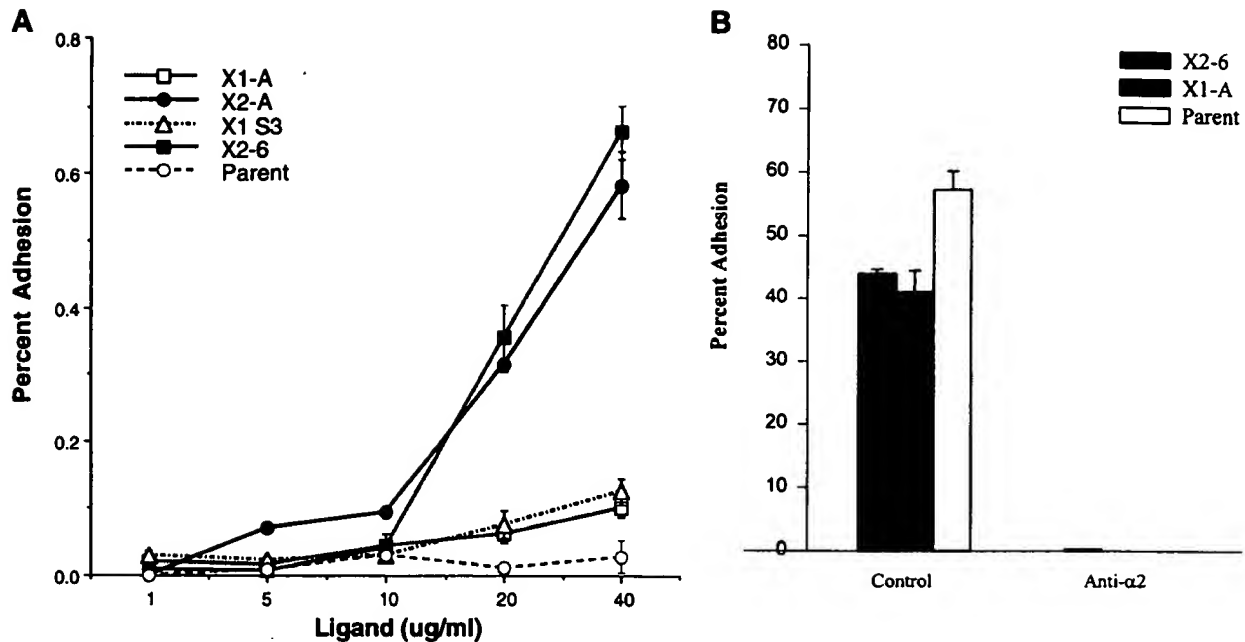 A
0.8
0.6
0.4
0.2
0.0
Percent Adhesion
X1-A
X2-A
X1 S3
X2-6
Parent
1 5 10 20 40
Ligand (ug/ml)
B
80
70
60
50
40
30
20
10
0
Percent Adhesion
X2-6
X1-A
Parent
Control Anti-α2